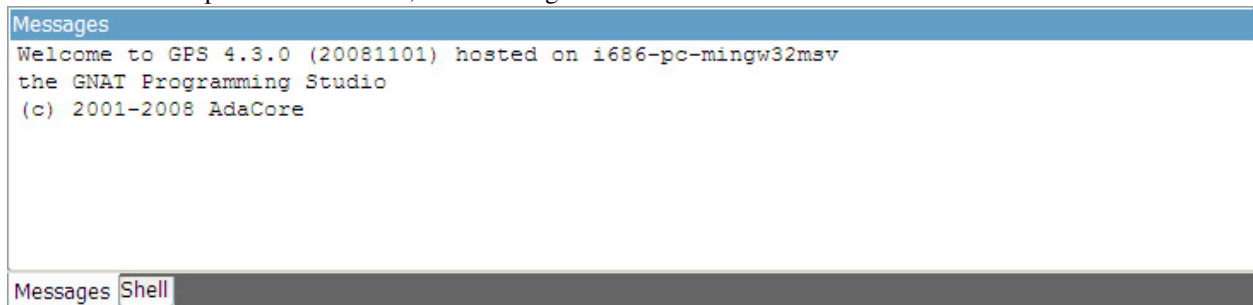 Messages
Welcome to GPS 4.3.0 (20081101) hosted on i686-pc-mingw32msv
the GNAT Programming Studio
(c) 2001-2008 AdaCore
Messages Shell